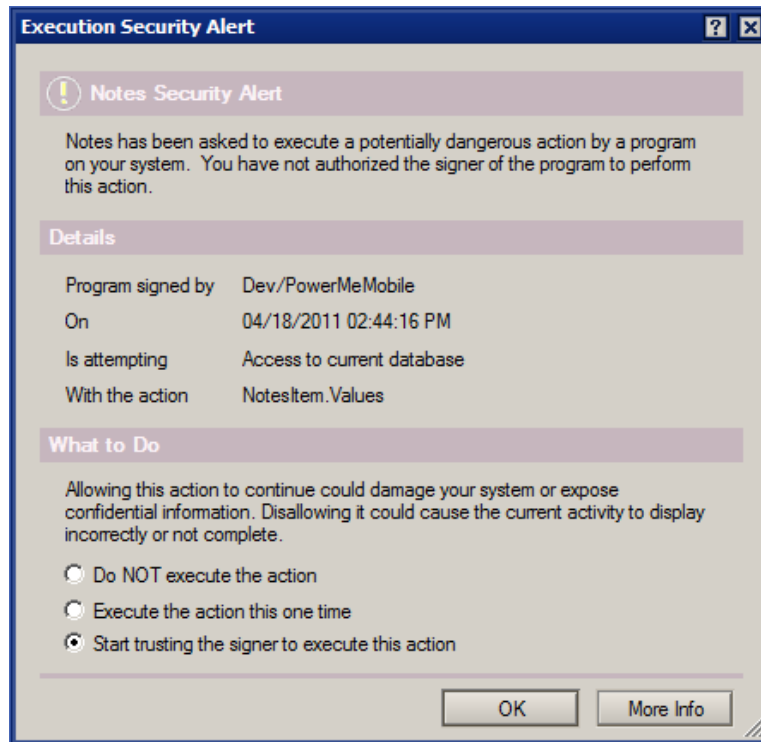 Execution Security Alert
Notes Security Alert
Notes has been asked to execute a potentially dangerous action by a program
on your system.  You have not authorized the signer of the program to perform
this action.
Details
Program signed by Dev/PowerMeMobile
On 04/18/2011 02:44:16 PM
Is attempting Access to current database
With the action NotesItem.Values
What to Do
Allowing this action to continue could damage your system or expose
confidential information. Disallowing it could cause the current activity to display
incorrectly or not complete.
Do NOT execute the action
Execute the action this one time
Start trusting the signer to execute this action
OK More Info